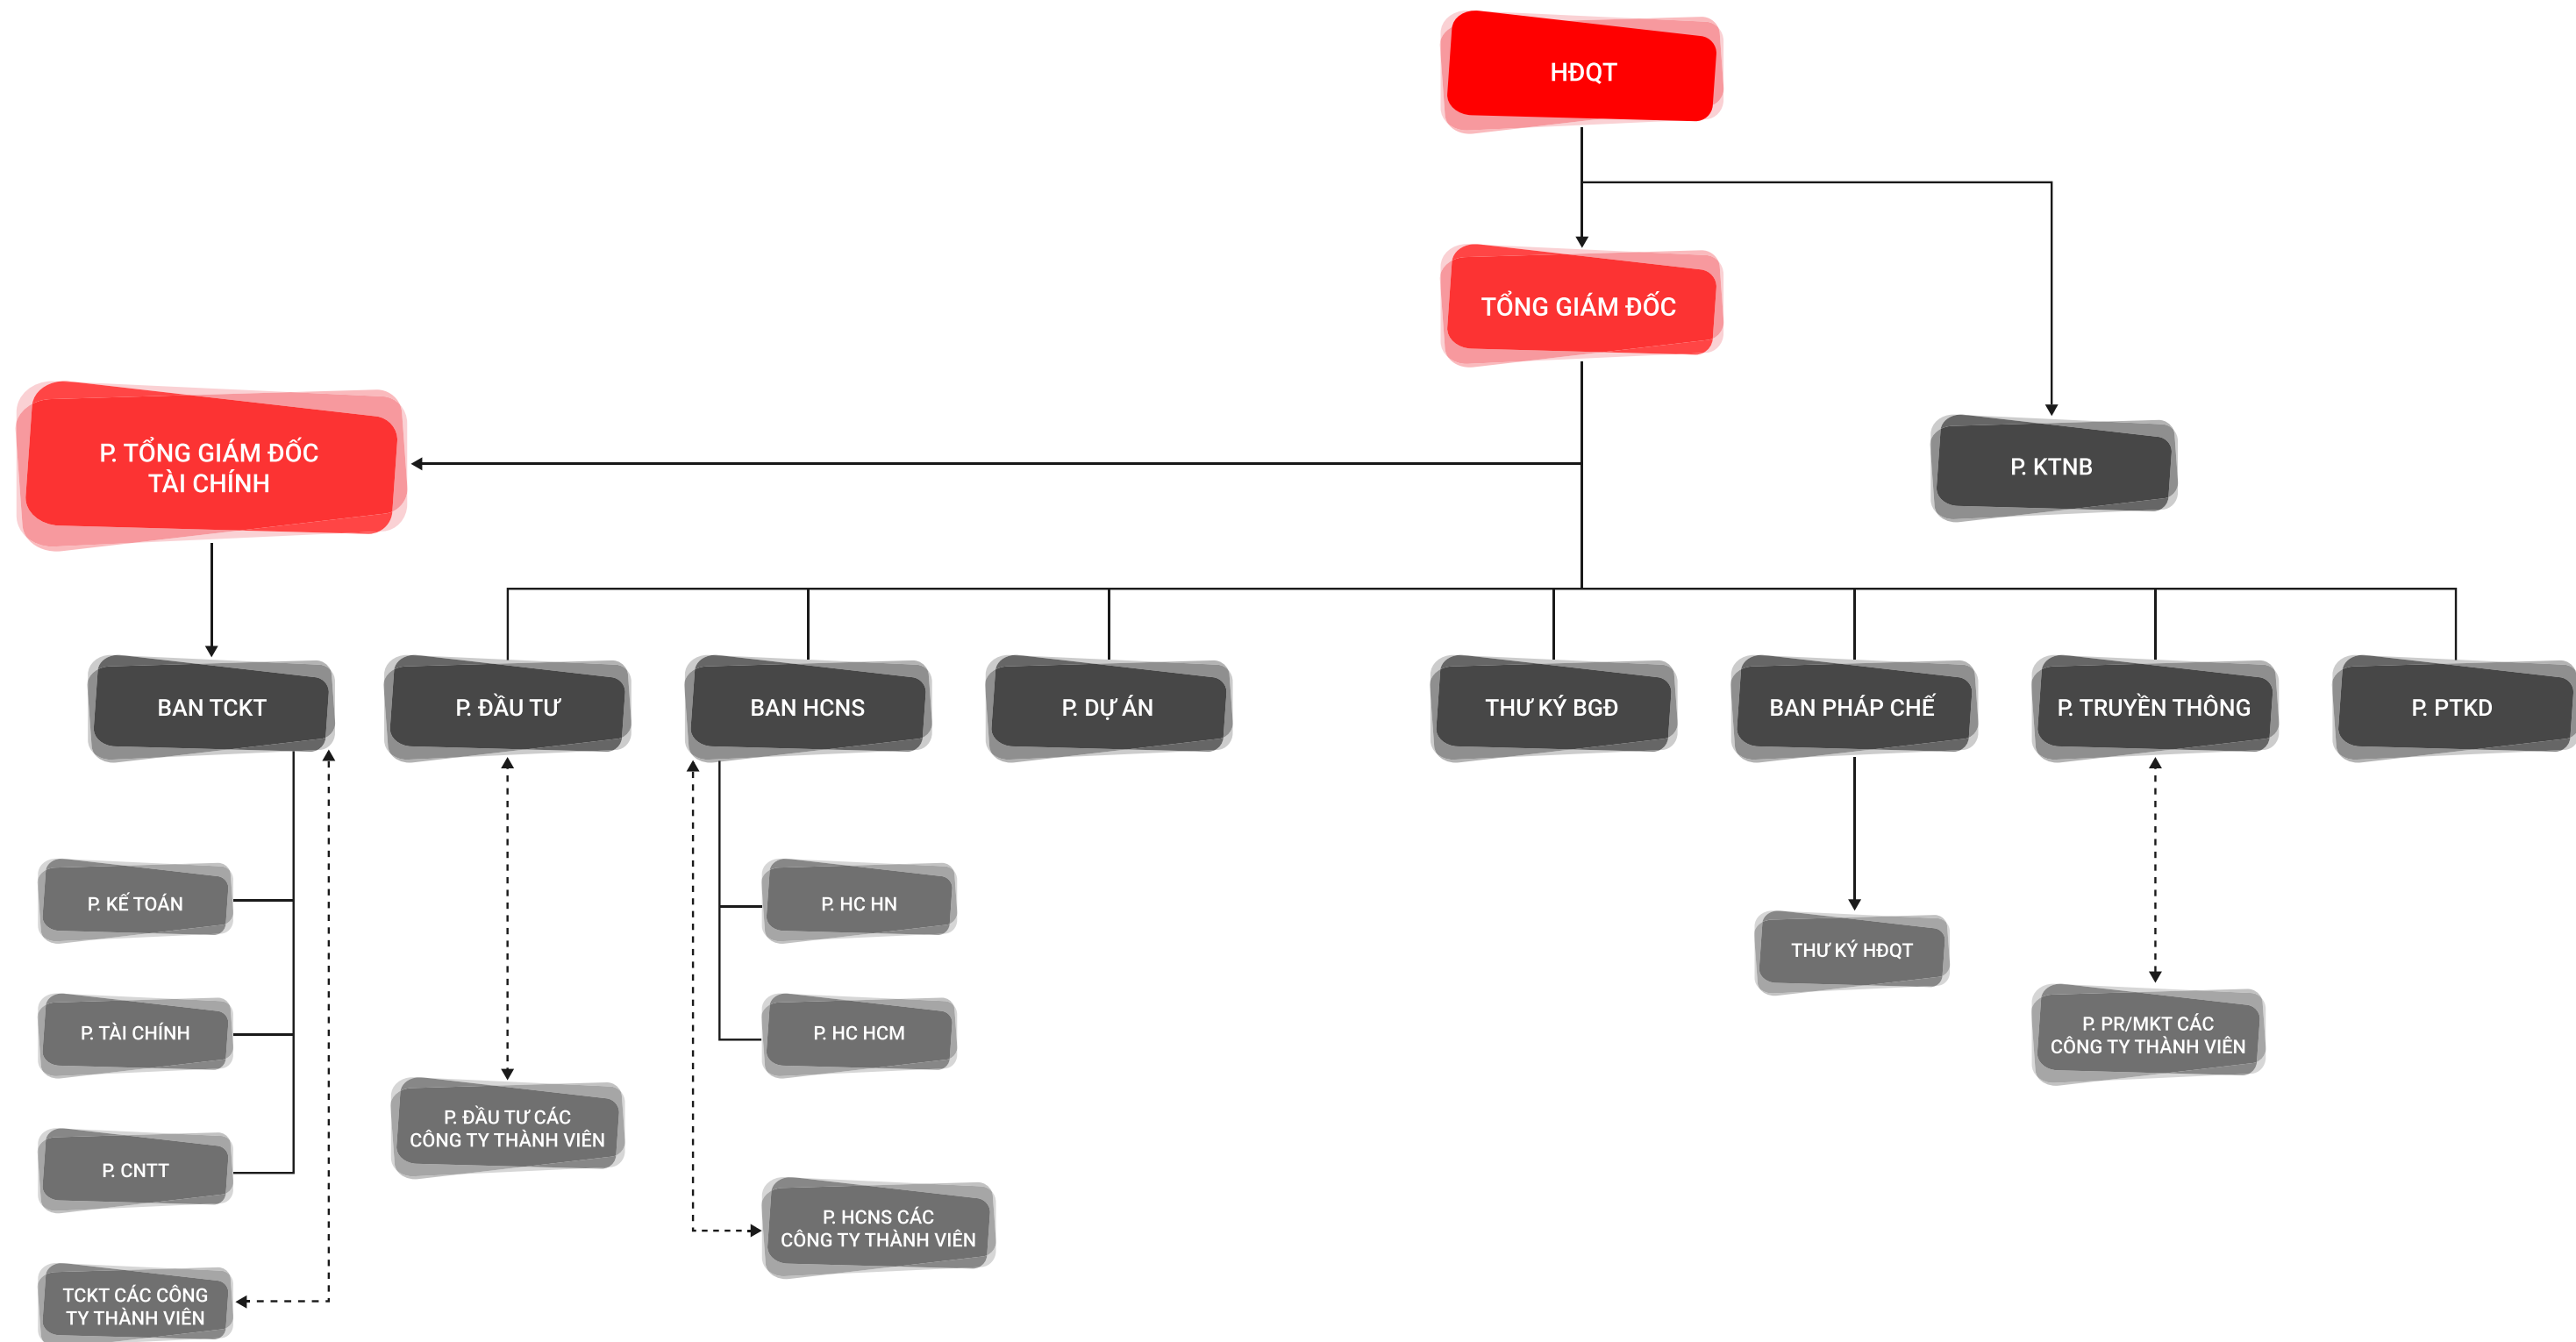 HĐQT
TỔNG GIÁM ĐỐC
P. TỔNG GIÁM ĐỐC
TÀI CHÍNH
P. KTNB
BAN TCKT
P. ĐẦU TƯ
BAN HCNS
P. DỰ ÁN
THƯ KÝ BGĐ
BAN PHÁP CHẾ
P. TRUYỀN THÔNG
P. PTKD
P. KẾ TOÁN
P. HC HN
THƯ KÝ HĐQT
P. TÀI CHÍNH
P. HC HCM
P. PR/MKT CÁC
CÔNG TY THÀNH VIÊN
P. ĐẦU TƯ CÁC
CÔNG TY THÀNH VIÊN
P. CNTT
P. HCNS CÁC
CÔNG TY THÀNH VIÊN
TCKT CÁC CÔNG
TY THÀNH VIÊN